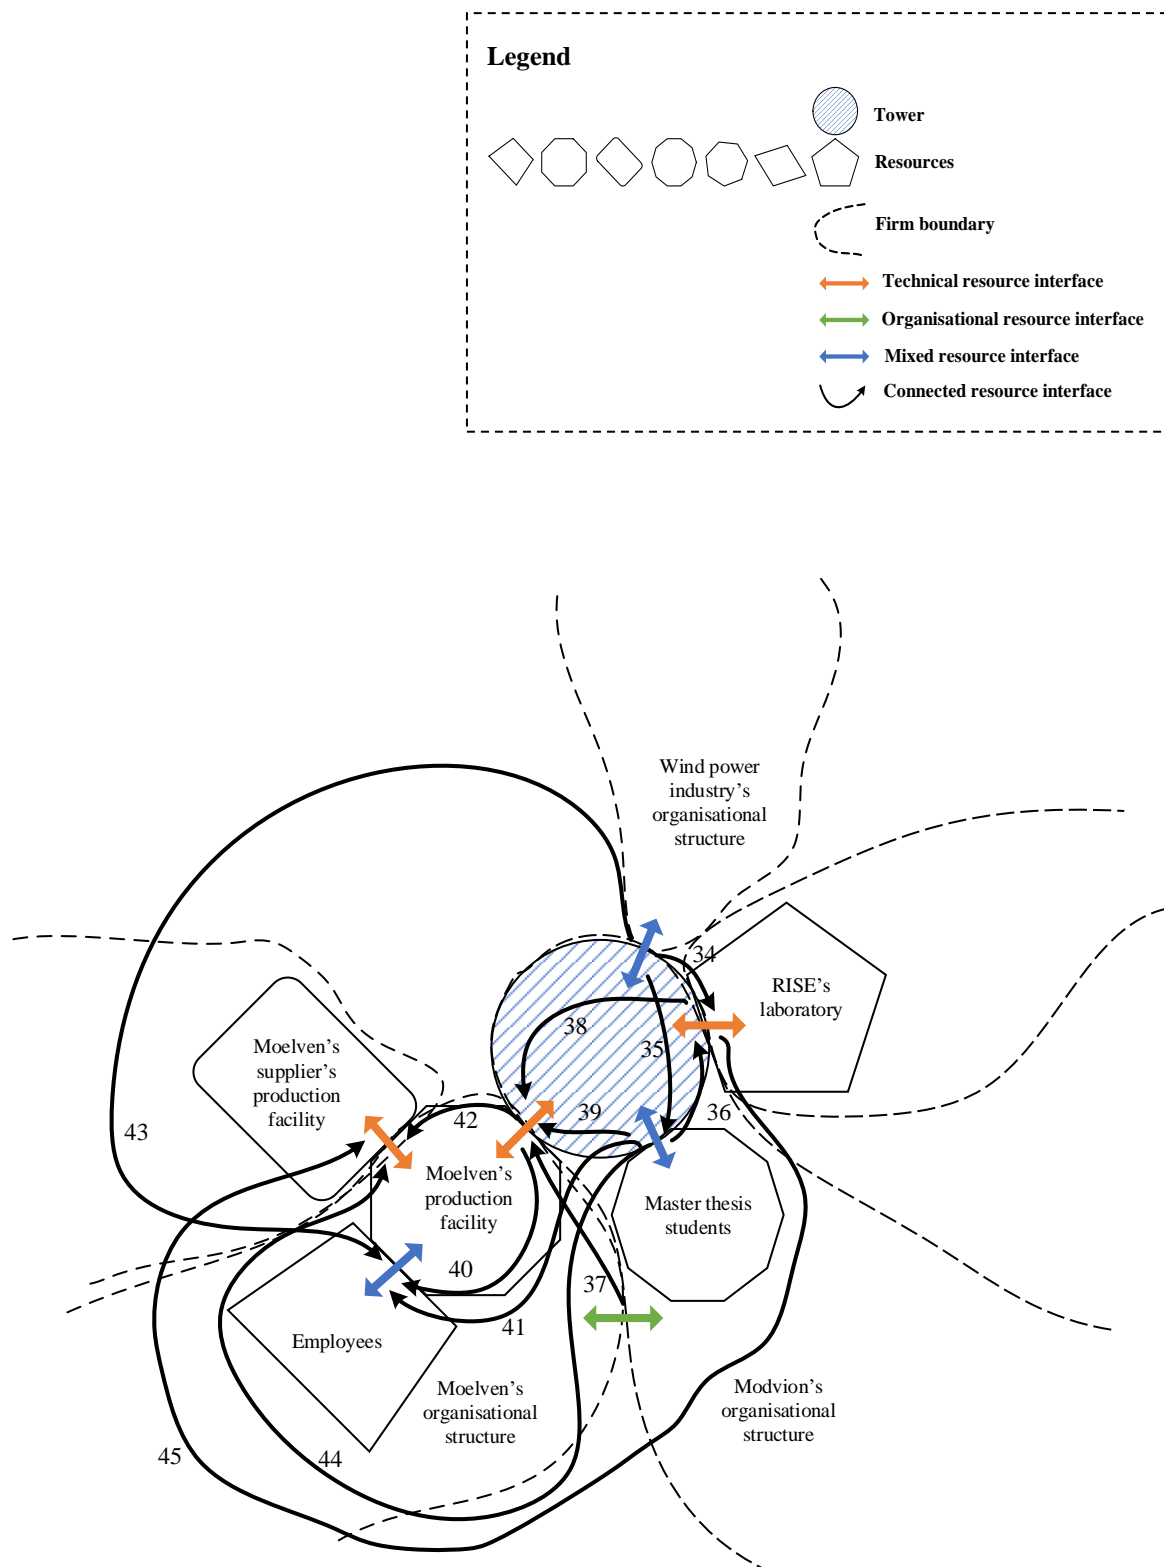 Legend
Tower
Resources
Firm boundary
Technical resource interface
Organisational resource interface
Mixed resource interface
Connected resource interface
Wind power
industry's
organisational
structure
34
RISE's
laboratory
38
35
Moelven's
supplier's
production
facility
43
42
39
36
Moelven's
production
facility
Master thesis
students
40
37
41
Employees
Moelven's
organisational
structure
Modvion's
organisational
structure
45
44